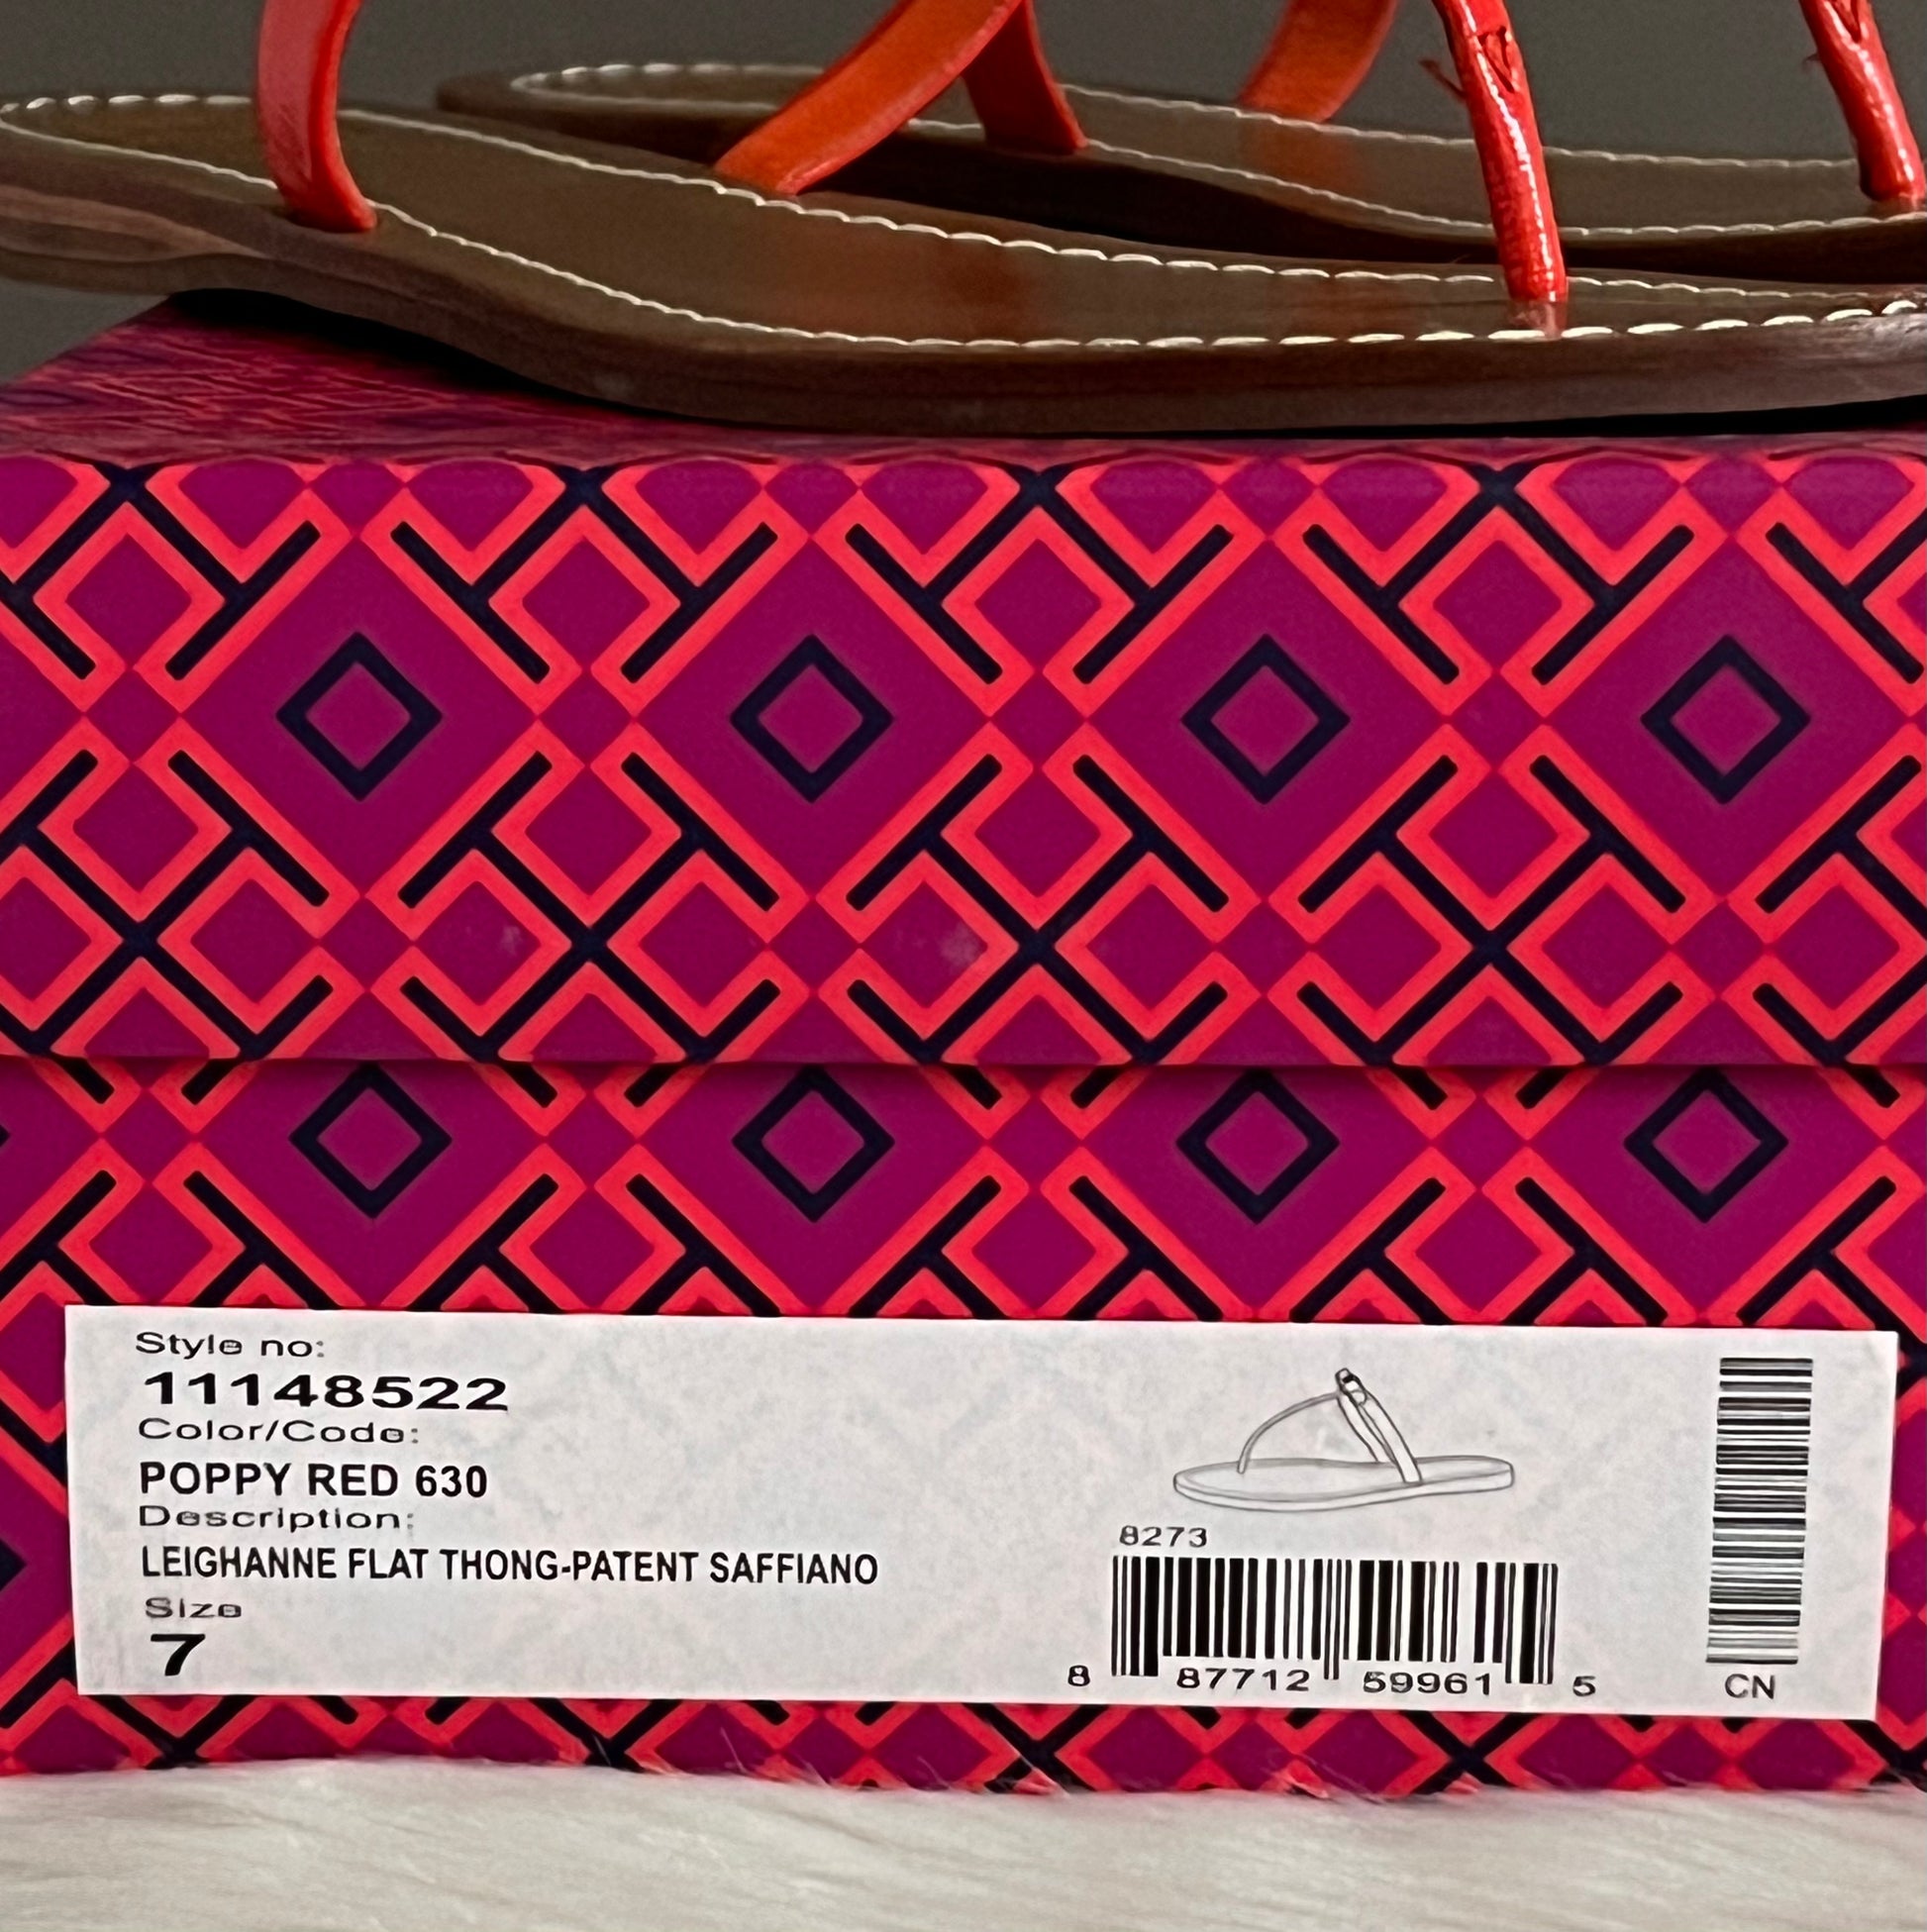 Style no:
11148522
Color/Code:
POPPY RED 630
Description:
LEIGHANNE FLAT THONG-PATENT SAFFIANO
Size
7
8273
8 87712 59961 5
CN